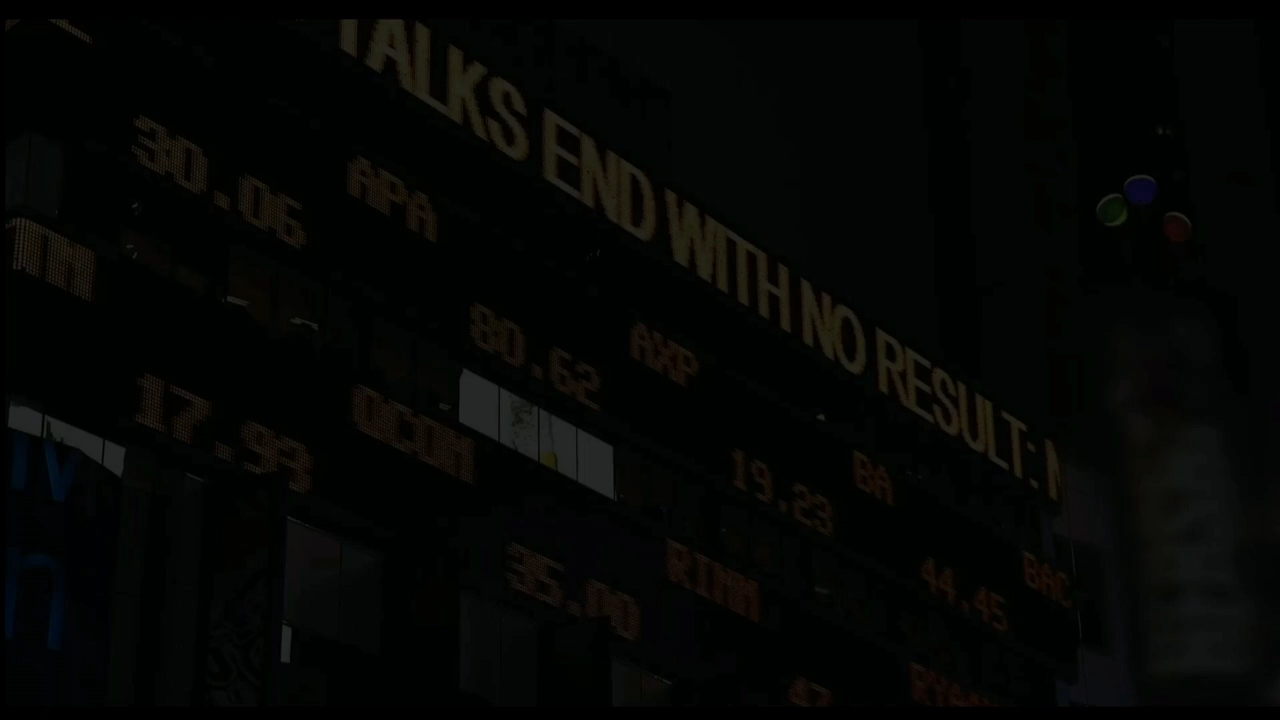 TALKS END WITH NO RESULT: N
30.06 APA 80.62 AXP 19.23 BA 44.45 BAC
17.93 QCOM 35.00 RIMM